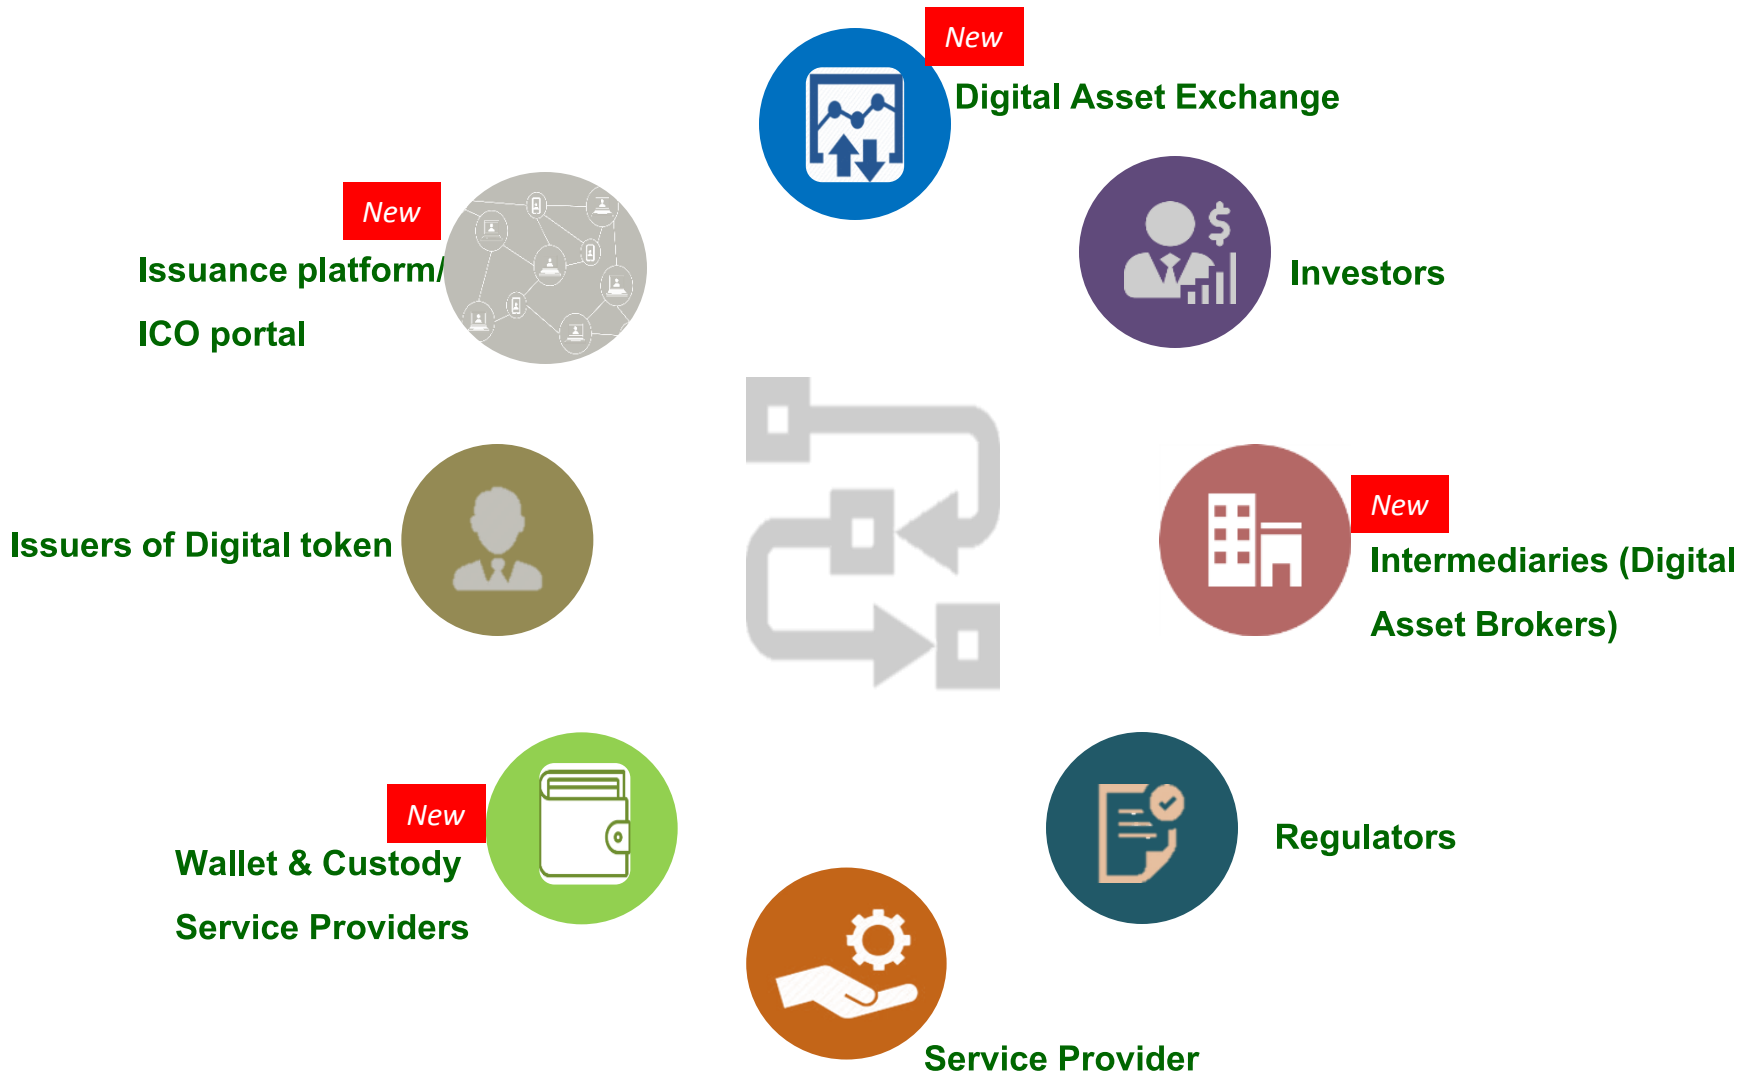 New
Digital Asset Exchange
New
Issuance platform/
ICO portal
Investors
Issuers of Digital token
New
Intermediaries (Digital
Asset Brokers)
New
Wallet & Custody
Service Providers
Regulators
Service Provider